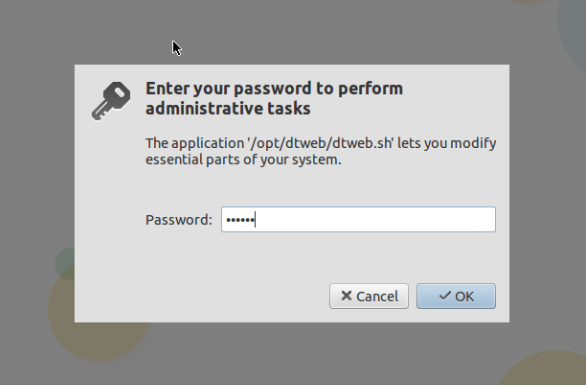 Enter your password to perform
administrative tasks
The application '/opt/dtweb/dtweb.sh' lets you modify
essential parts of your system.
Password: ••••••
Cancel OK